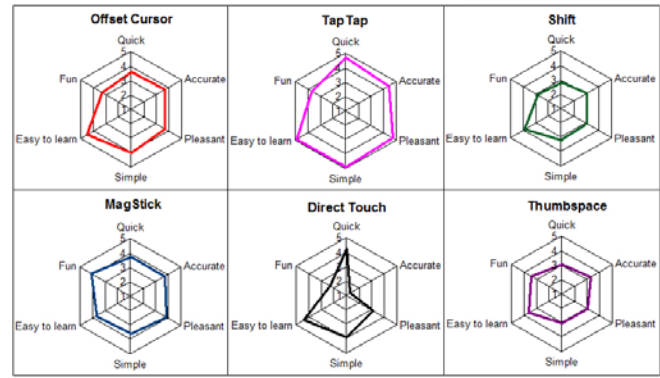 Offset Cursor
Quick
5
4
3
2
1
Fun
Accurate
Easy to learn
Pleasant
Simple
TapTap
Quick
5
4
3
2
1
Fun
Accurate
Easy to learn
Pleasant
Simple
Shift
Quick
5
4
3
2
1
Fun
Accurate
Easy to learn
Pleasant
Simple
MagStick
Quick
5
4
3
2
1
Fun
Accurate
Easy to learn
Pleasant
Simple
Direct Touch
Quick
5
4
3
2
1
Fun
Accurate
Easy to learn
Pleasant
Simple
Thumbspace
Quick
5
4
3
2
1
Fun
Accurate
Easy to learn
Pleasant
Simple